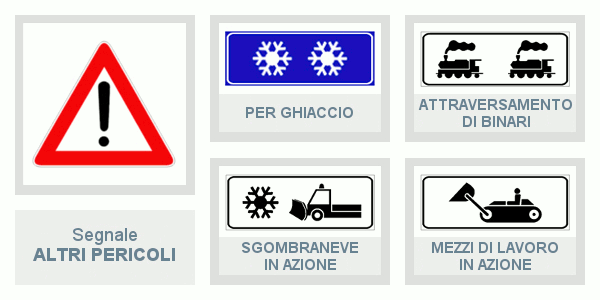 Segnale
ALTRI PERICOLI
PER GHIACCIO
ATTRAVERSAMENTO
DI BINARI
SGOMBRANEVE
IN AZIONE
MEZZI DI LAVORO
IN AZIONE